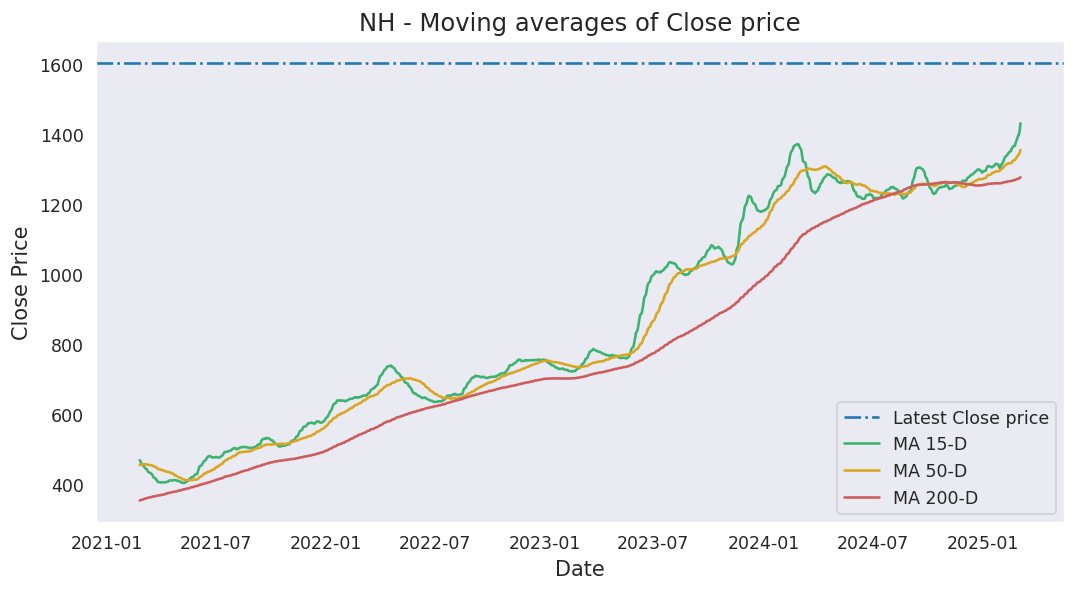 NH - Moving averages of Close price
Close Price
1600
1400
1200
1000
800
600
400
Latest Close price
MA 15-D
MA 50-D
MA 200-D
2021-01 2021-07 2022-01 2022-07 2023-01 2023-07 2024-01 2024-07 2025-01
Date